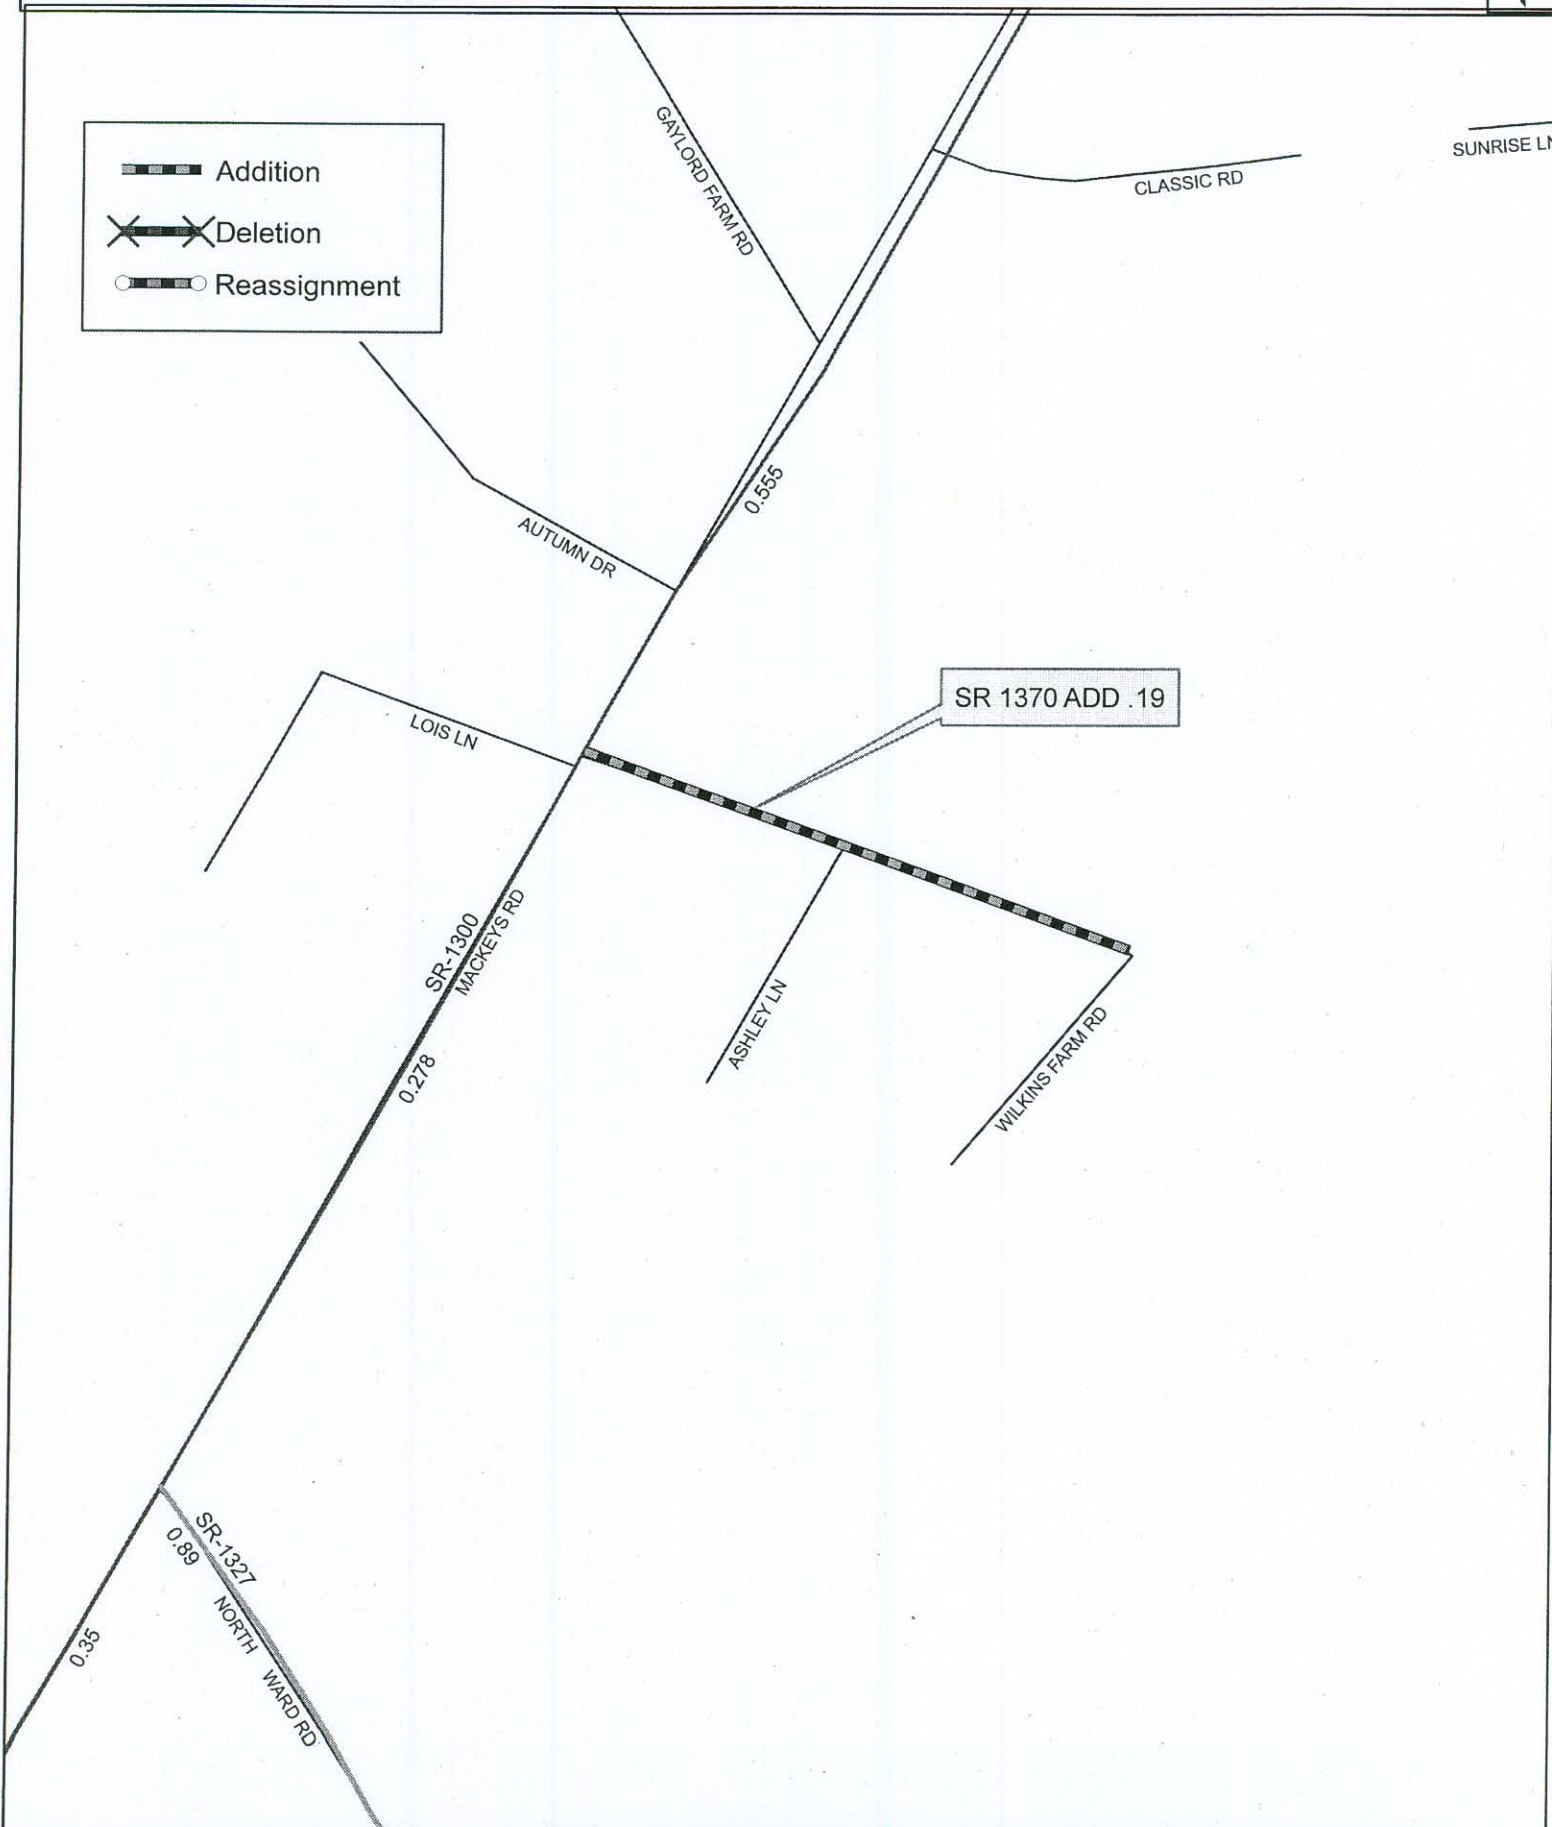 Addition
Deletion
Reassignment
GAYLORD FARM RD
CLASSIC RD
SUNRISE LN
0.555
AUTUMN DR
SR 1370 ADD .19
LOIS LN
SR-1300
MACKEYS RD
ASHLEY LN
WILKINS FARM RD
0.278
SR-1327
0.89
NORTH WARD RD
0.35